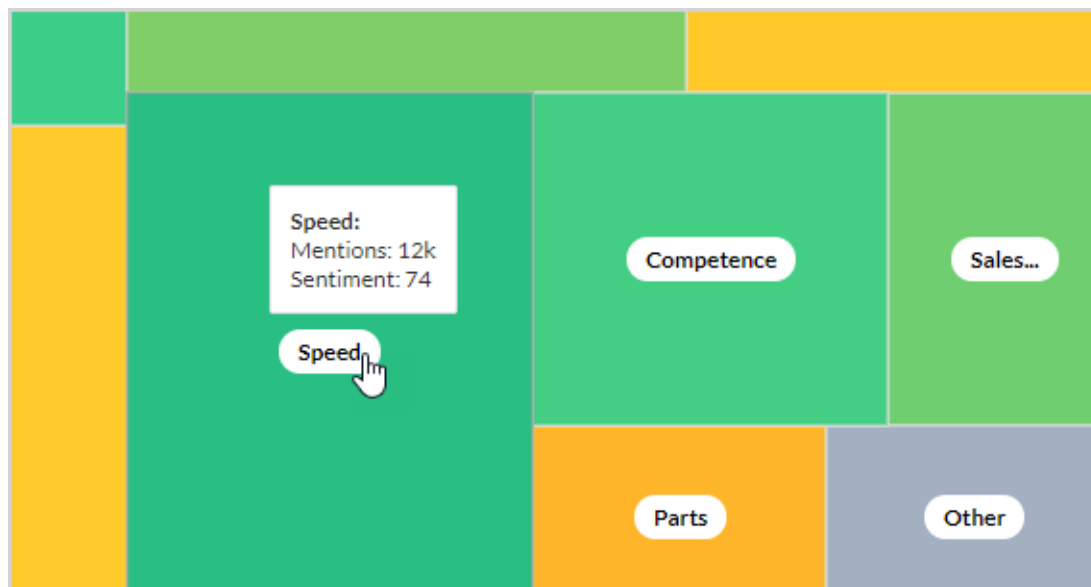 Speed:
Mentions: 12k
Sentiment: 74
Speed
Competence
Sales...
Parts
Other